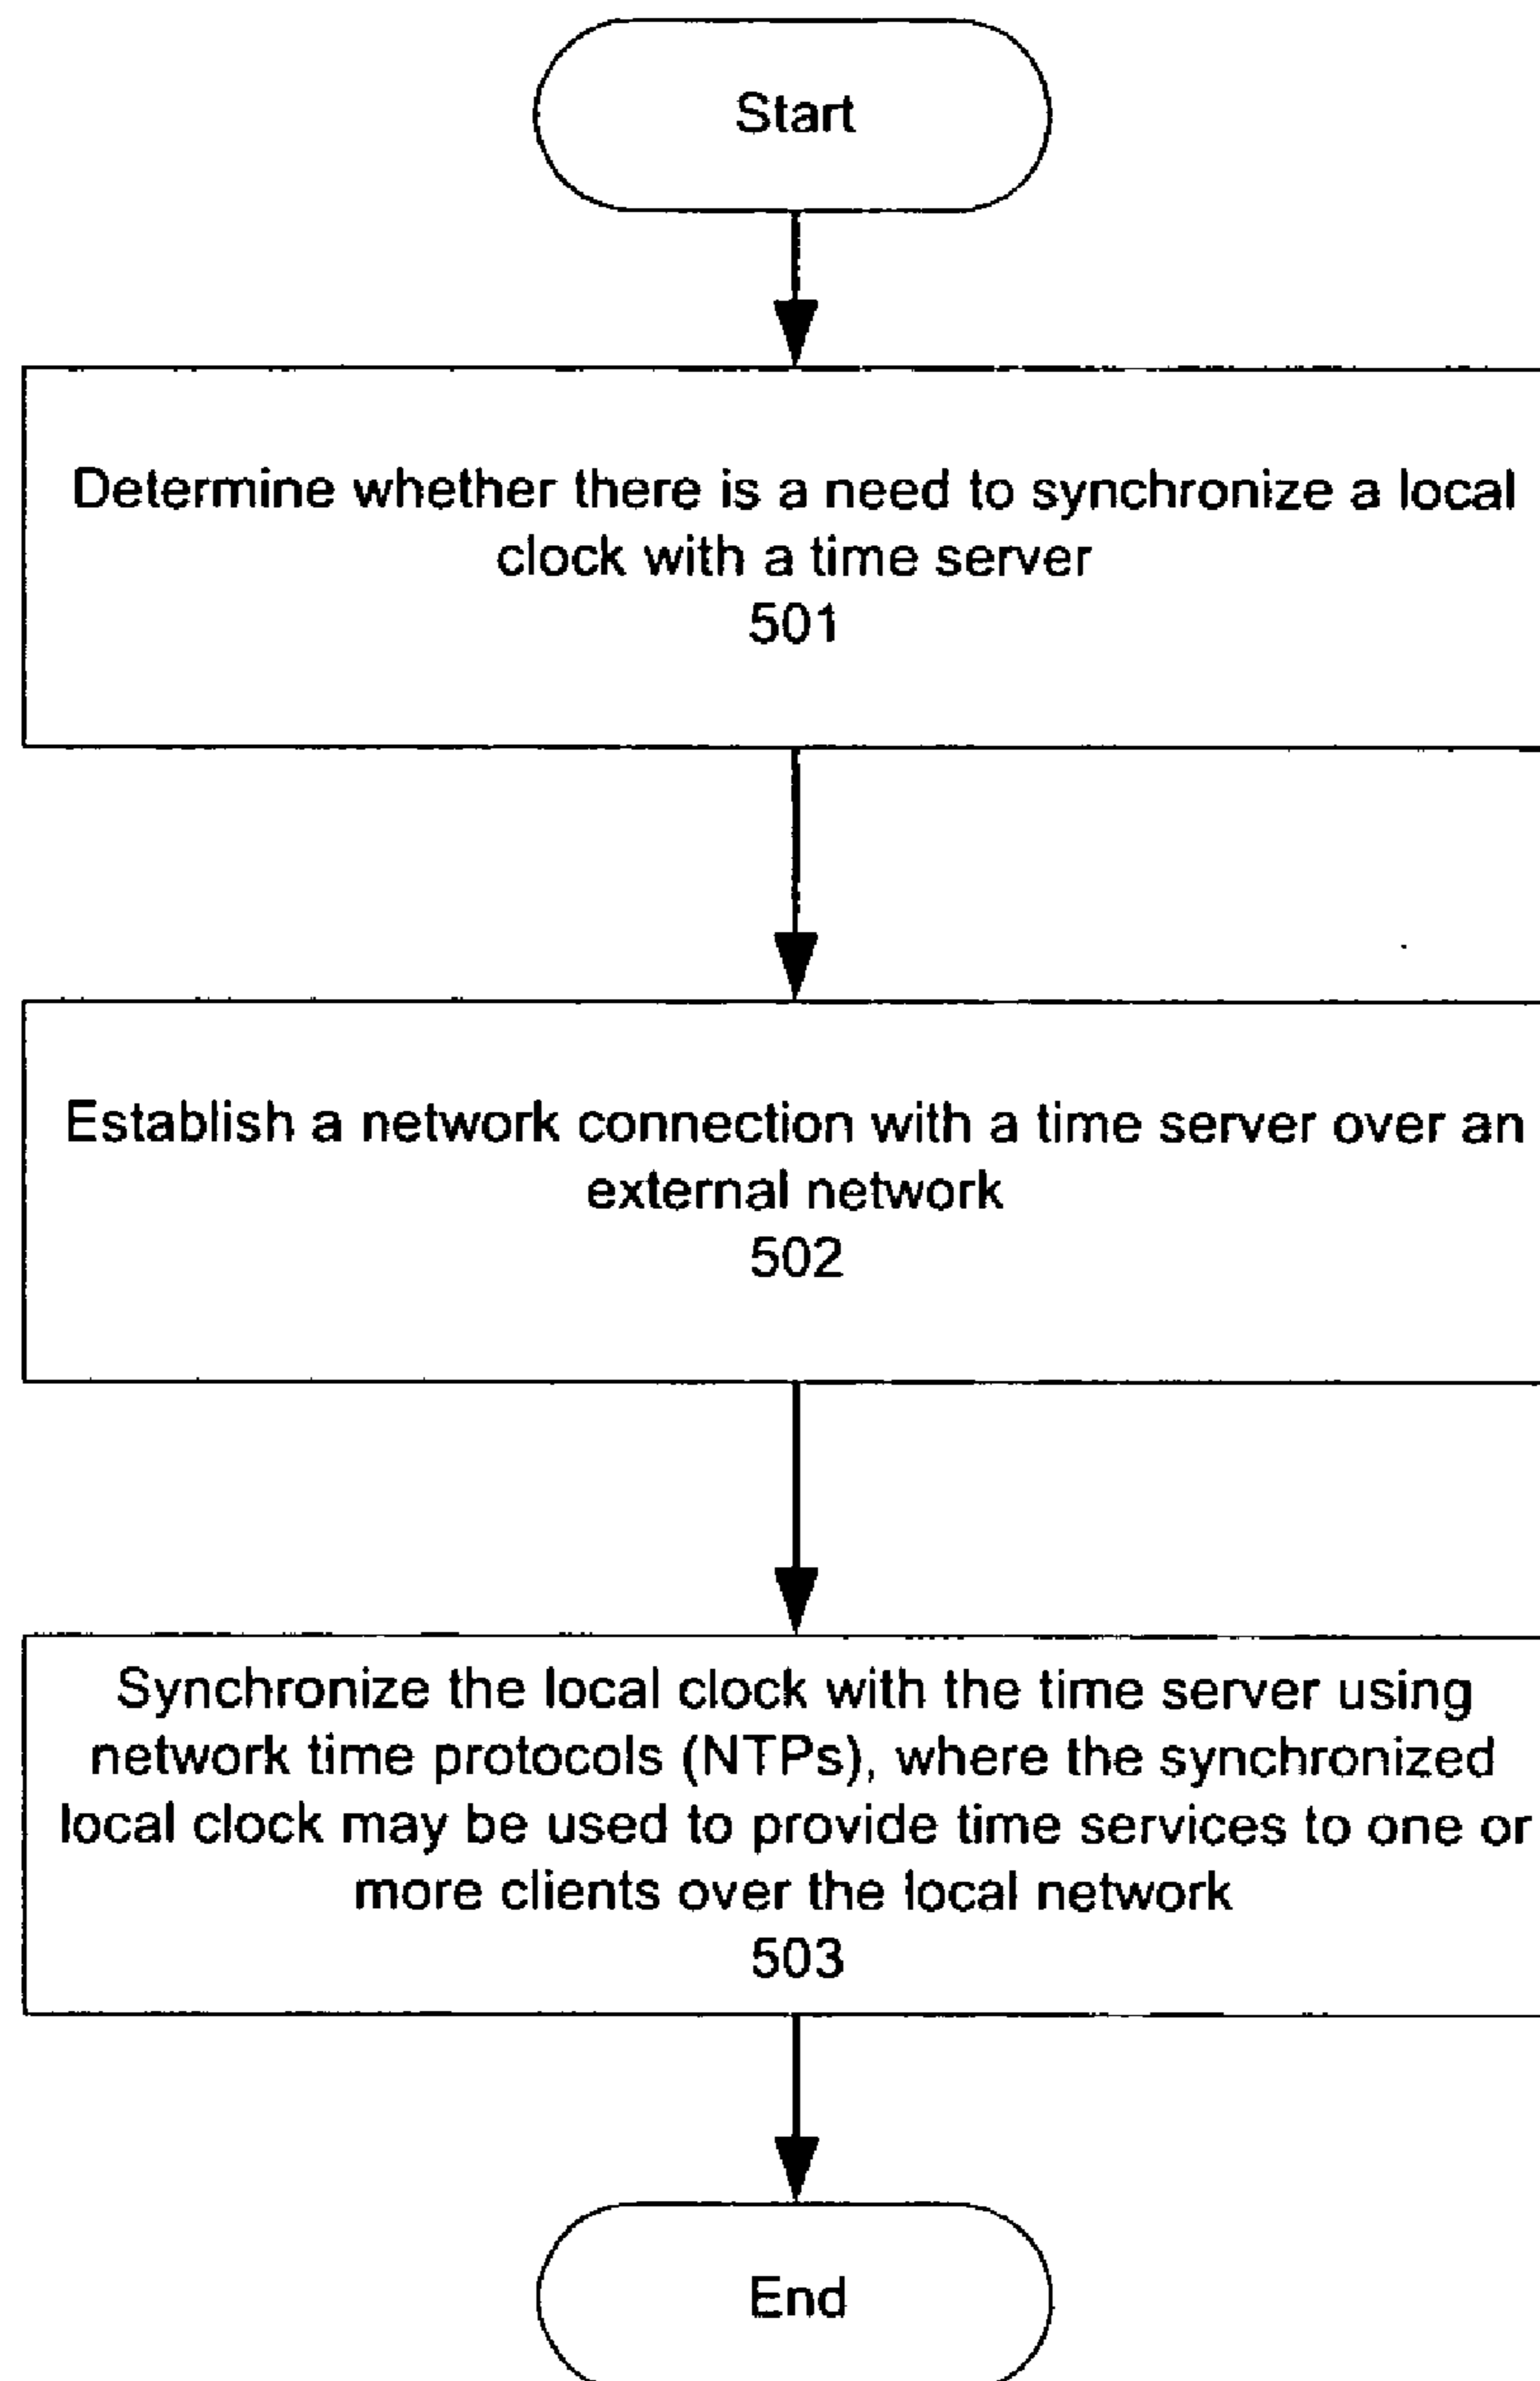 Start
Determine whether there is a need to synchronize a local
clock with a time server
501
Establish a network connection with a time server over an
external network
502
Synchronize the local clock with the time server using
network time protocols (NTPs), where the synchronized
local clock may be used to provide time services to one or
more clients over the local network
503
End